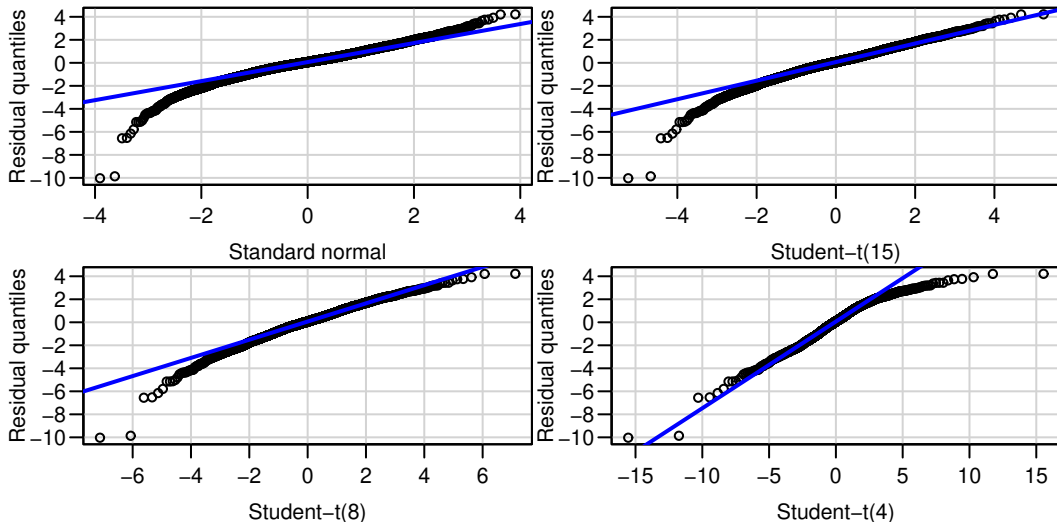 Residual quantiles
4
2
0
−2
−4
−6
−8
−10
−4 −2 0 2 4
Standard normal
Residual quantiles
4
2
0
−2
−4
−6
−8
−10
−4 −2 0 2 4
Student−t(15)
Residual quantiles
4
2
0
−2
−4
−6
−8
−10
−6 −4 −2 0 2 4 6
Student−t(8)
Residual quantiles
4
2
0
−2
−4
−6
−8
−10
−15 −10 −5 0 5 10 15
Student−t(4)